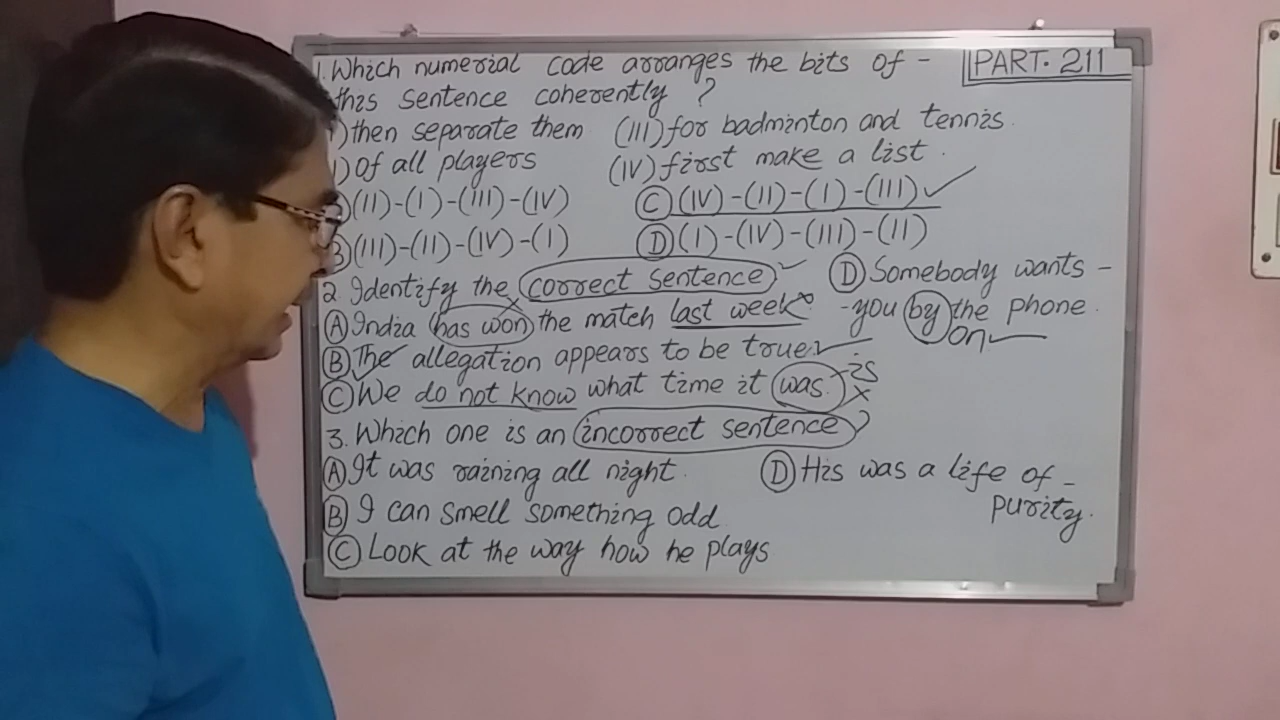 1. Which numerial code arranges the bits of - PART. 211
this sentence coherently ?
)then separate them (III) for badminton and tennis.
) Of all players (IV) first make a list.
(II)-(I)-(III)-(IV) (C) (IV)-(II)-(I)-(III) ✓
(III)-(II)-(IV)-(I) (D) (I)-(IV)-(III)-(II)
2. Identify the correct sentence ✓ (D) Somebody wants -
(A) India has won the match last week -you by the phone.
on ✓
(B) The allegation appears to be true ✓
(C) We do not know what time it was. is
3. Which one is an incorrect sentence?
(A) It was raining all night. (D) His was a life of -
purity.
(B) I can smell something odd
(C) Look at the way how he plays